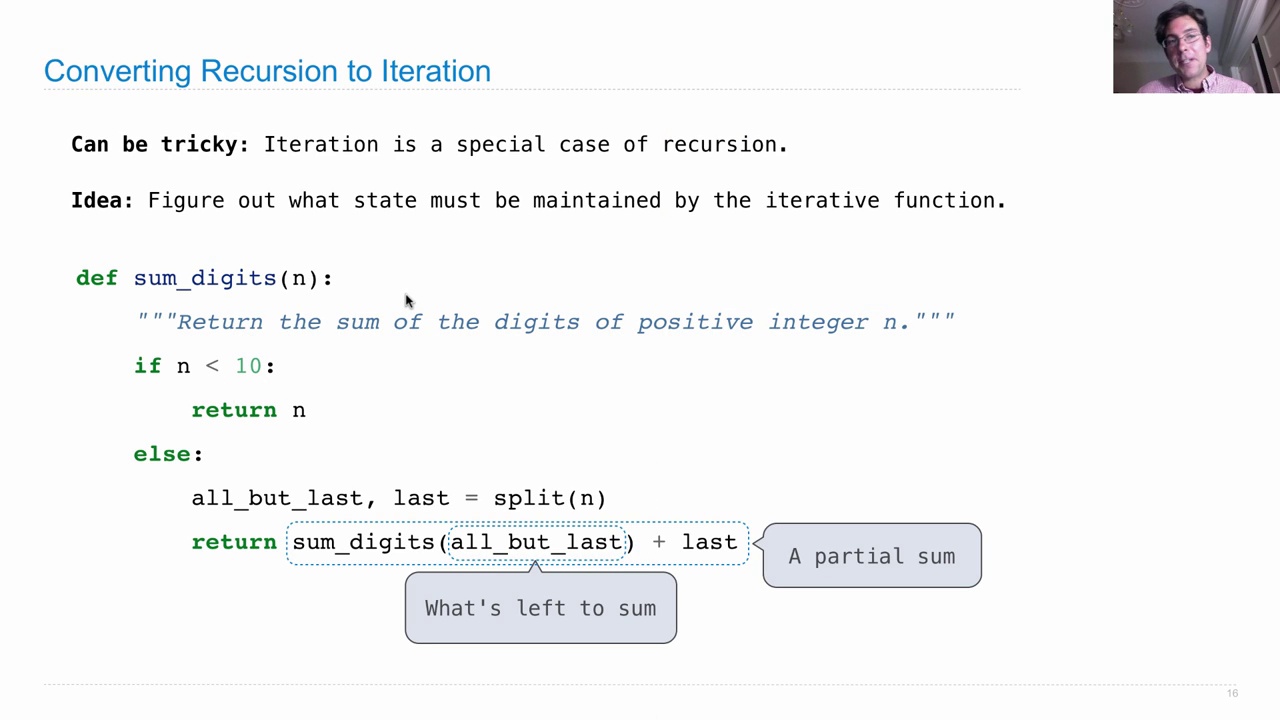 Converting Recursion to Iteration
Can be tricky: Iteration is a special case of recursion.
Idea: Figure out what state must be maintained by the iterative function.
def sum_digits(n):
"""Return the sum of the digits of positive integer n."""
if n < 10:
return n
else:
all_but_last, last = split(n)
return sum_digits(all_but_last) + last
A partial sum
What's left to sum
16